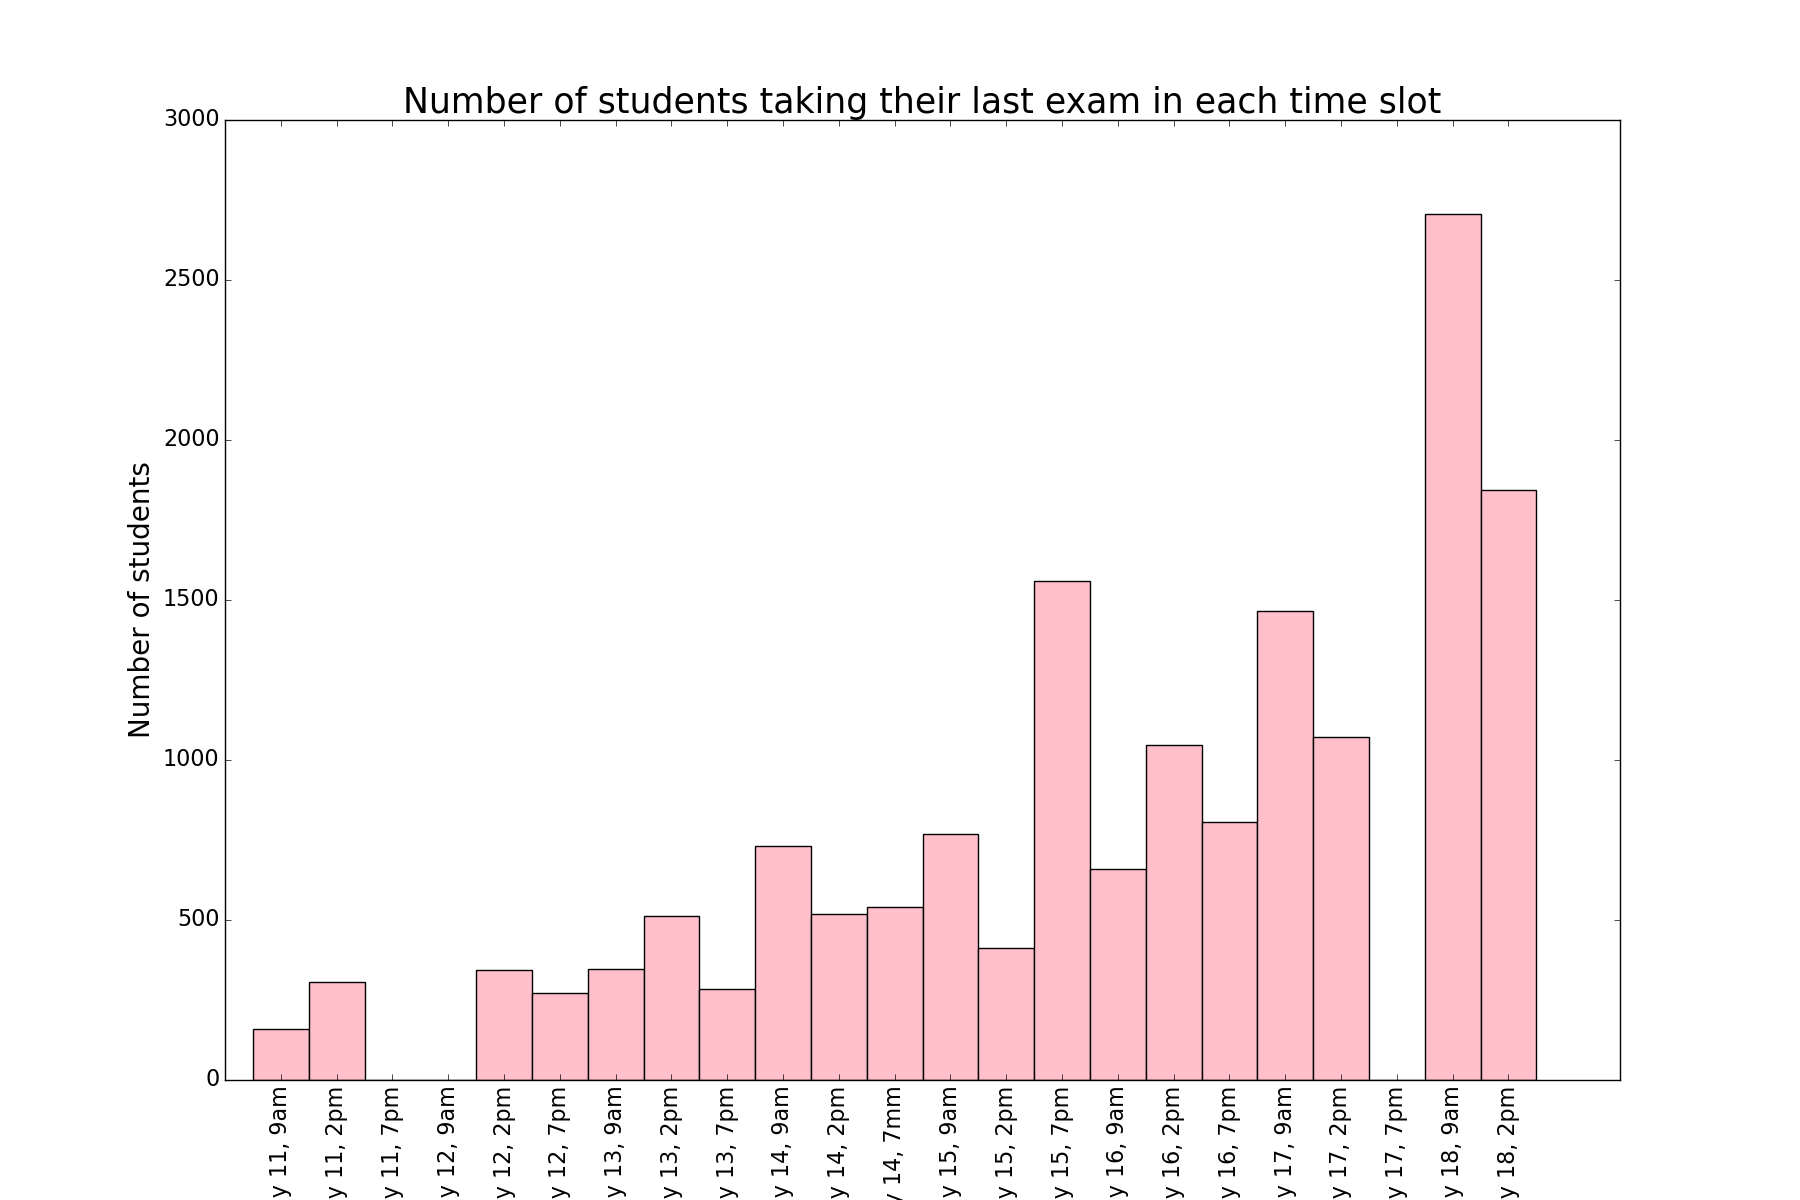 Number of students taking their last exam in each time slot
3000
2500
2000
1500
1000
500
0
Number of students
y 11, 9am
y 11, 2pm
y 11, 7pm
y 12, 9am
y 12, 2pm
y 12, 7pm
y 13, 9am
y 13, 2pm
y 13, 7pm
y 14, 9am
y 14, 2pm
y 14, 7mm
y 15, 9am
y 15, 2pm
y 15, 7pm
y 16, 9am
y 16, 2pm
y 16, 7pm
y 17, 9am
y 17, 2pm
y 17, 7pm
y 18, 9am
y 18, 2pm